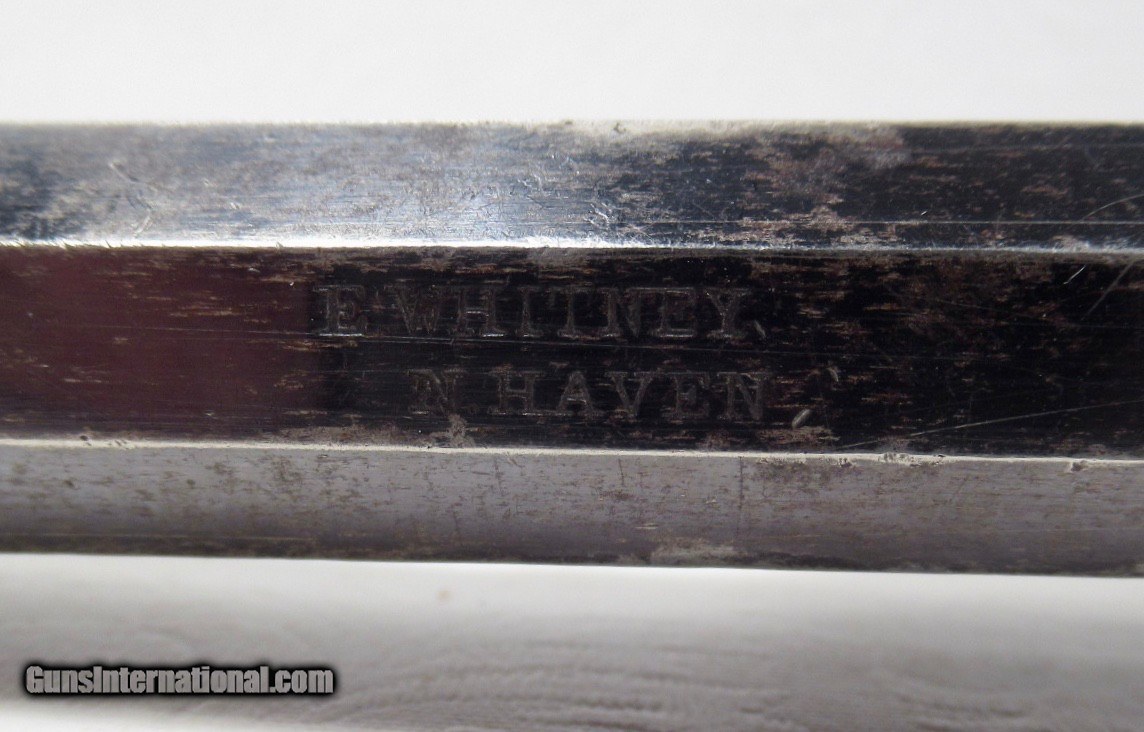 E. WHITNEY.
N. HAVEN
GunsInternational.com